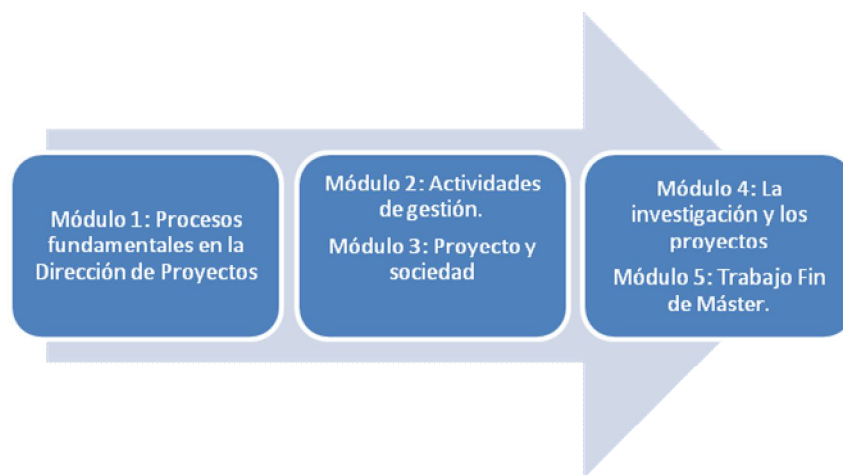 Módulo 1: Procesos
fundamentales en la
Dirección de Proyectos
Módulo 2: Actividades
de gestión.
Módulo 3: Proyecto y
sociedad
Módulo 4: La
investigación y los
proyectos
Módulo 5: Trabajo Fin
de Máster.